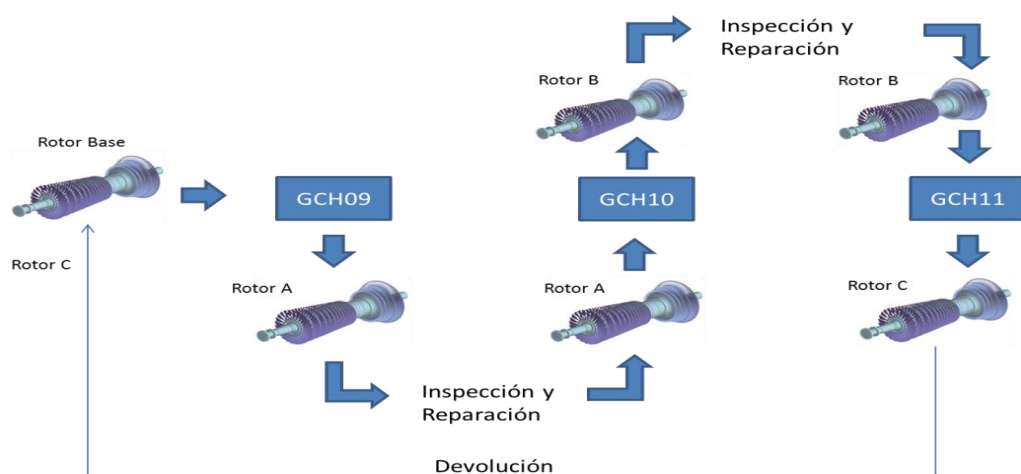 Inspección y
Reparación
Rotor B
Rotor B
Rotor Base
GCH09
GCH10
GCH11
Rotor C
Rotor A
Rotor A
Rotor C
Inspección y
Reparación
Devolución